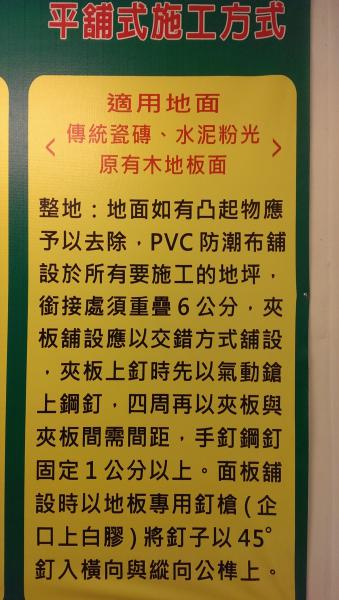 平舖式施工方式
適用地面
〈傳統瓷磚、水泥粉光〉
原有木地板面
整地：地面如有凸起物應
予以去除，PVC防潮布舖
設於所有要施工的地坪，
銜接處須重疊6公分，夾
板舖設應以交錯方式舖設
，夾板上釘時先以氣動鎗
上鋼釘，四周再以夾板與
夾板間需間距，手釘鋼釘
固定1公分以上。面板舖
設時以地板專用釘槍(企
口上白膠)將釘子以45°
釘入橫向與縱向公榫上。